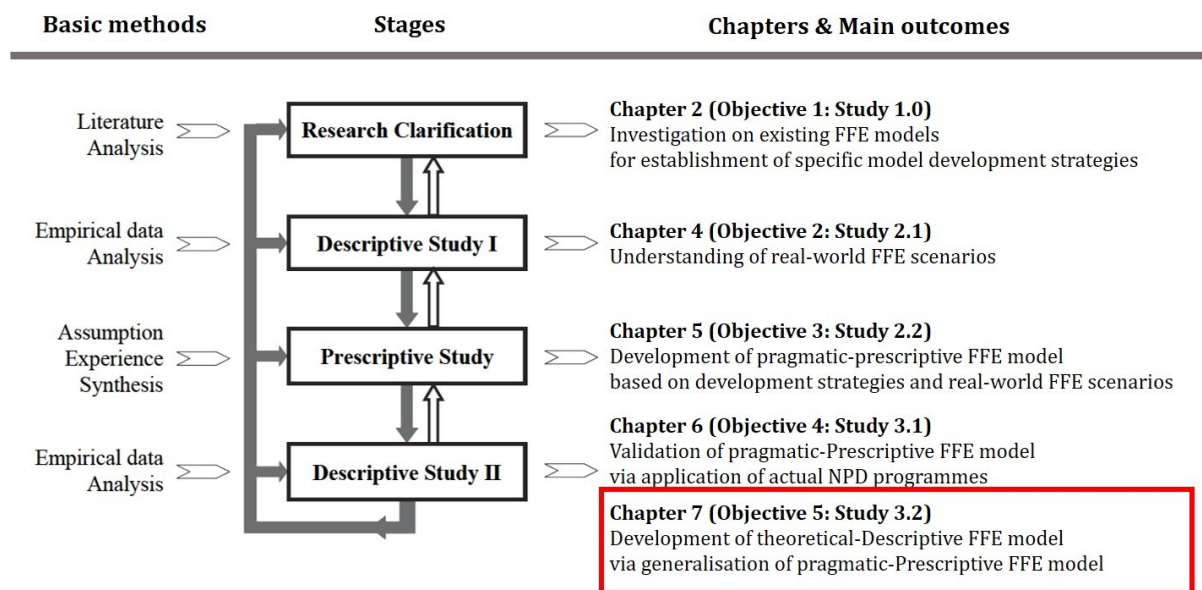 Basic methods
Stages
Chapters & Main outcomes
Literature
Analysis
Research Clarification
Chapter 2 (Objective 1: Study 1.0)
Investigation on existing FFE models
for establishment of specific model development strategies
Empirical data
Analysis
Descriptive Study I
Chapter 4 (Objective 2: Study 2.1)
Understanding of real-world FFE scenarios
Assumption
Experience
Synthesis
Prescriptive Study
Chapter 5 (Objective 3: Study 2.2)
Development of pragmatic-prescriptive FFE model
based on development strategies and real-world FFE scenarios
Empirical data
Analysis
Descriptive Study II
Chapter 6 (Objective 4: Study 3.1)
Validation of pragmatic-Prescriptive FFE model
via application of actual NPD programmes
Chapter 7 (Objective 5: Study 3.2)
Development of theoretical-Descriptive FFE model
via generalisation of pragmatic-Prescriptive FFE model